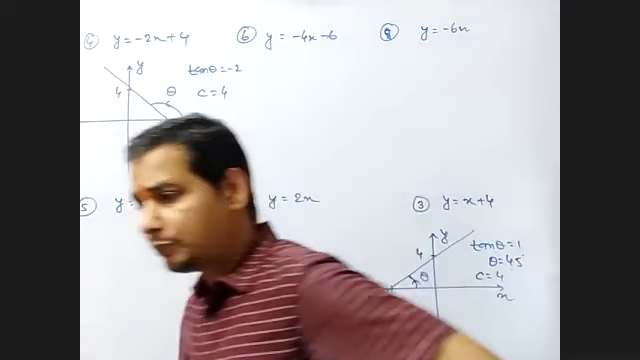 ④ y = -2x + 4
⑥ y = -4x - 6
y = -6x
y
tanθ = -2
4
θ
c = 4
⑤ y =
y = 2x
③ y = x + 4
y
4
tanθ = 1
θ = 45
θ
c = 4
x